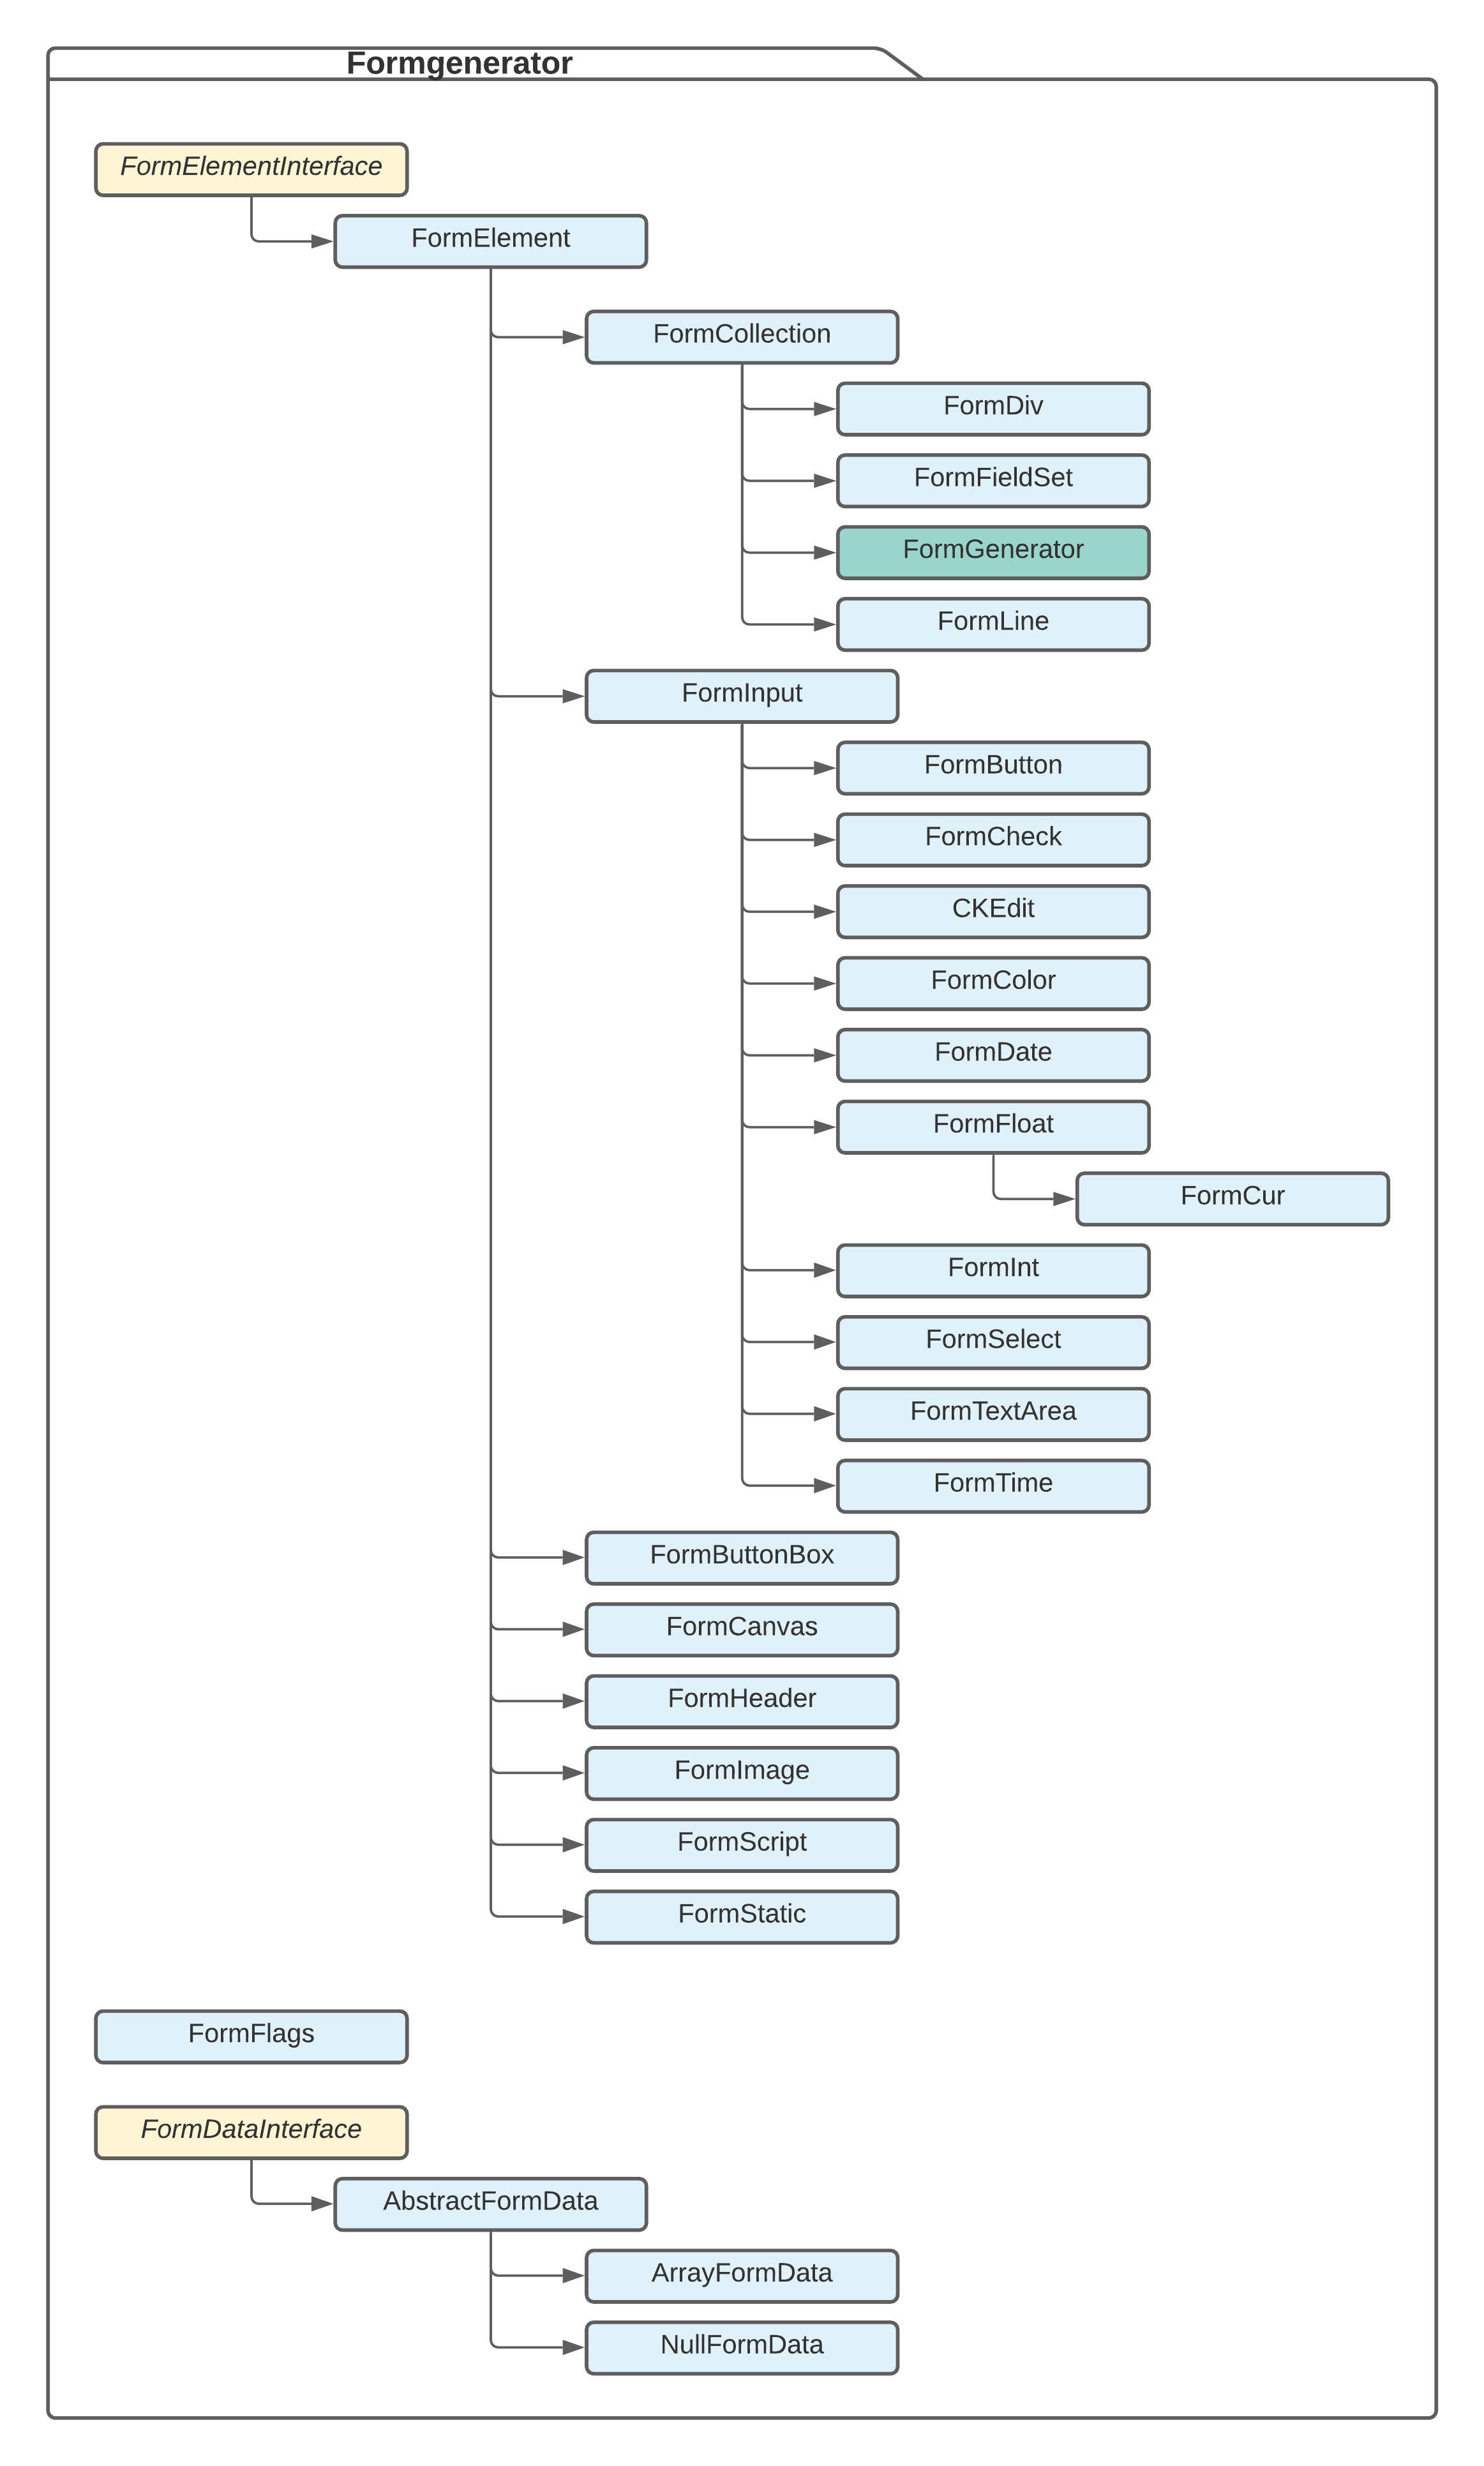 Formgenerator
FormElementInterface
FormElement
FormCollection
FormDiv
FormFieldSet
FormGenerator
FormLine
FormInput
FormButton
FormCheck
CKEdit
FormColor
FormDate
FormFloat
FormCur
FormInt
FormSelect
FormTextArea
FormTime
FormButtonBox
FormCanvas
FormHeader
FormImage
FormScript
FormStatic
FormFlags
FormDataInterface
AbstractFormData
ArrayFormData
NullFormData